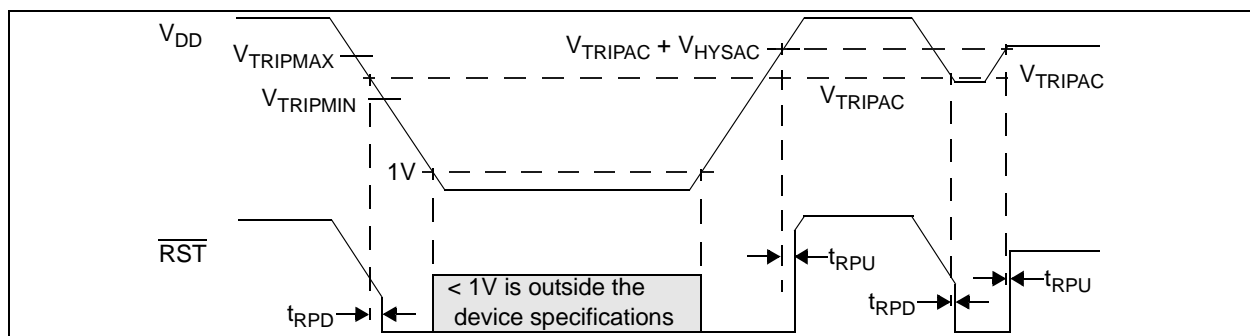 VDD
VTRIPMAX
VTRIPMIN
VTRIPAC + VHYSAC
VTRIPAC
VTRIPAC
1V
RST
< 1V is outside the
device specifications
tRPD
tRPU
tRPD
tRPU